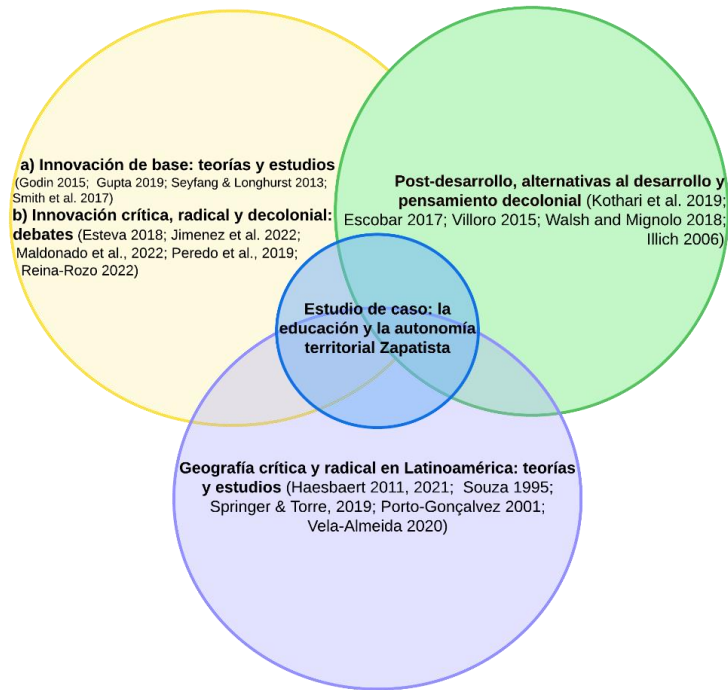 a) Innovación de base: teorías y estudios
(Godin 2015; Gupta 2019; Seyfang & Longhurst 2013;
Smith et al. 2017)
b) Innovación crítica, radical y decolonial:
debates (Esteva 2018; Jimenez et al. 2022;
Maldonado et al., 2022; Peredo et al., 2019;
Reina-Rozo 2022)
Post-desarrollo, alternativas al desarrollo y
pensamiento decolonial (Kothari et al. 2019;
Escobar 2017; Villoro 2015; Walsh and Mignolo 2018;
Illich 2006)
Estudio de caso: la
educación y la autonomía
territorial Zapatista
Geografía crítica y radical en Latinoamérica: teorías
y estudios (Haesbaert 2011, 2021; Souza 1995;
Springer & Torre, 2019; Porto-Gonçalvez 2001;
Vela-Almeida 2020)